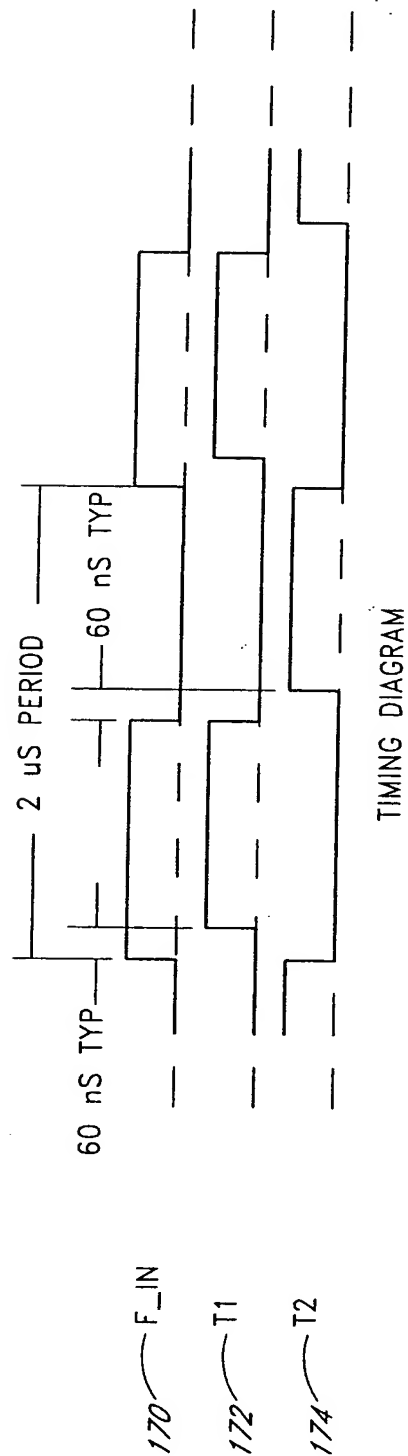 2 uS PERIOD
60 nS TYP
60 nS TYP
170 F_IN
172 T1
174 T2
TIMING DIAGRAM